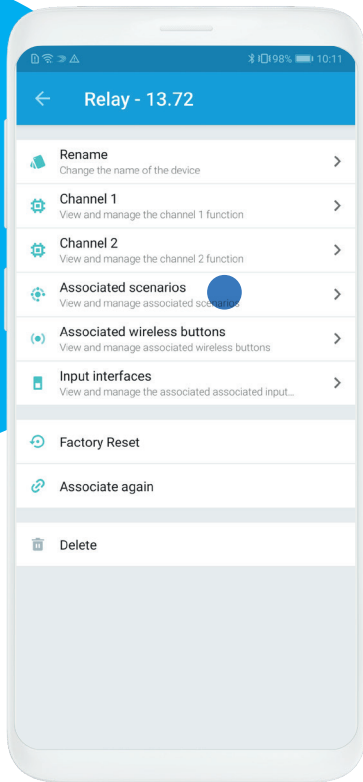 98% 10:11
Relay - 13.72
Rename
Change the name of the device
Channel 1
View and manage the channel 1 function
Channel 2
View and manage the channel 2 function
Associated scenarios
View and manage associated scenarios
Associated wireless buttons
View and manage associated wireless buttons
Input interfaces
View and manage the associated associated input...
Factory Reset
Associate again
Delete